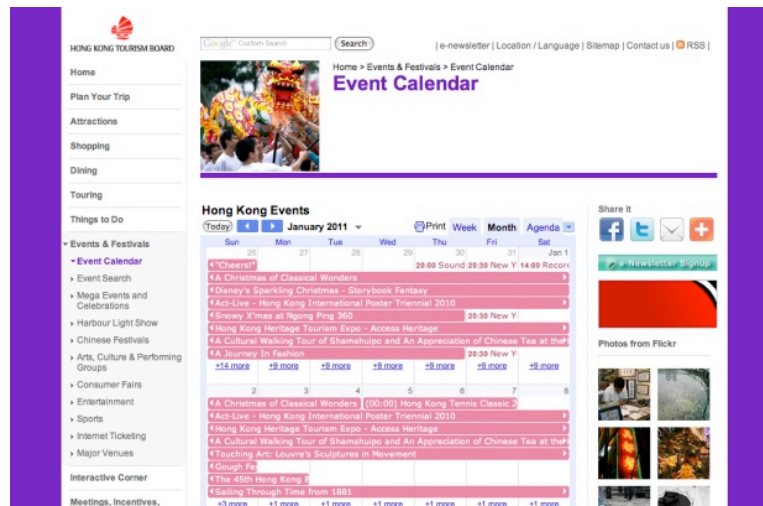 HONG KONG TOURISM BOARD
Google™ Custom Search
Search
| e-newsletter | Location / Language | Sitemap | Contact us | RSS |
Home
Plan Your Trip
Attractions
Shopping
Dining
Touring
Things to Do
Events & Festivals
Event Calendar
Event Search
Mega Events and
Celebrations
Harbour Light Show
Chinese Festivals
Arts, Culture & Performing
Groups
Consumer Fairs
Entertainment
Sports
Internet Ticketing
Major Venues
Interactive Corner
Meetings, Incentives,
Home > Events & Festivals > Event Calendar
Event Calendar
Hong Kong Events
Today January 2011 Print Week Month Agenda
Sun Mon Tue Wed Thu Fri Sat
26 27 28 29 30 31 Jan 1
"Cheers!" 20:00 Sound 20:30 New Y 14:00 Record
A Christmas of Classical Wonders
Disney's Sparkling Christmas - Storybook Fantasy
Act-Live - Hong Kong International Poster Triennial 2010
Snowy X'mas at Ngong Ping 360 20:30 New Y
Hong Kong Heritage Tourism Expo - Access Heritage
A Cultural Walking Tour of Shamshuipo and An Appreciation of Chinese Tea at the
A Journey In Fashion 20:30 New Y
+14 more +9 more +9 more +9 more +9 more +9 more +9 more
2 3 4 5 6 7 8
A Christmas of Classical Wonders (00:00) Hong Kong Tennis Classic 2
Act-Live - Hong Kong International Poster Triennial 2010
Hong Kong Heritage Tourism Expo - Access Heritage
A Cultural Walking Tour of Shamshuipo and An Appreciation of Chinese Tea at the
Touching Art: Louvre's Sculptures in Movement
Gough Fes
The 45th Hong Kong B
Sailing Through Time from 1881
+3 more +1 more +1 more +1 more +1 more +1 more +1 more
Share it
e-Newsletter Signup
Photos from Flickr